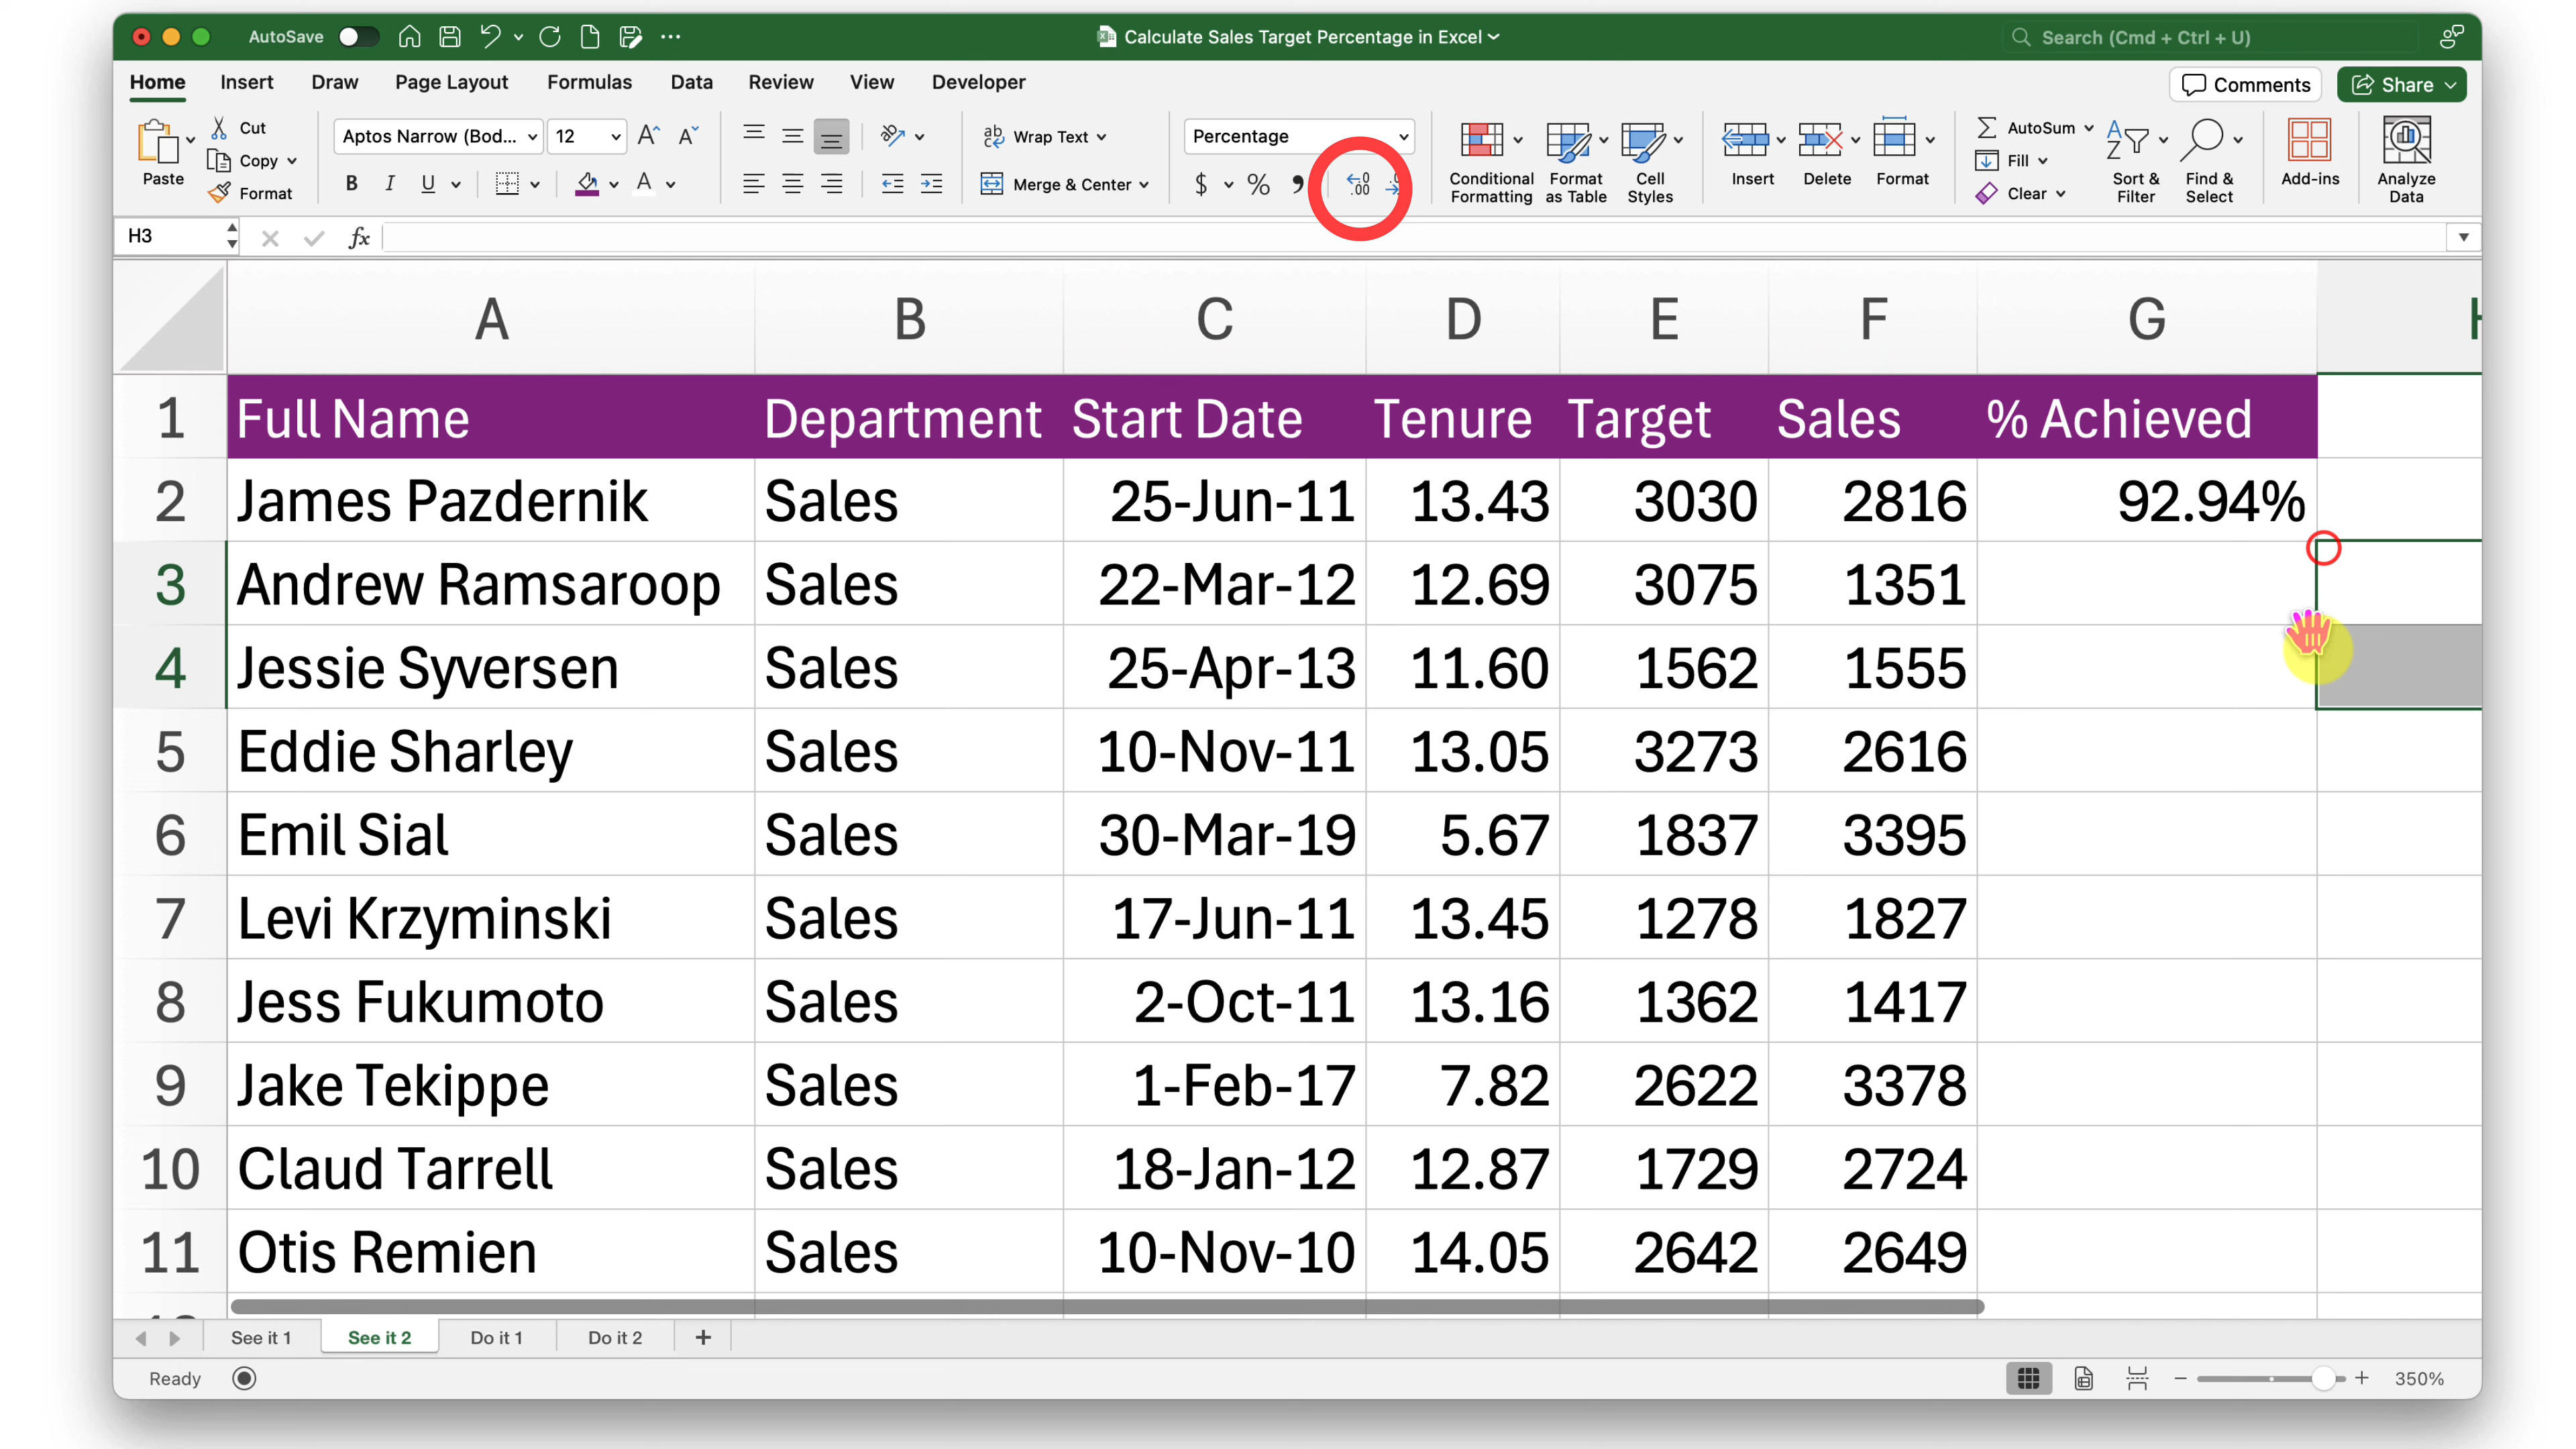 AutoSave
Calculate Sales Target Percentage in Excel
Search (Cmd + Ctrl + U)
Home Insert Draw Page Layout Formulas Data Review View Developer
Comments Share
Paste Cut Copy Format
Aptos Narrow (Bod... 12
B I U A
ab Wrap Text
Merge & Center
Percentage
$ %
Conditional Formatting
Format as Table
Cell Styles
Insert
Delete
Format
AutoSum
Fill
Clear
Sort & Filter
Find & Select
Add-ins
Analyze Data
H3 fx
A B C D E F G
1 Full Name Department Start Date Tenure Target Sales % Achieved
2 James Pazdernik Sales 25-Jun-11 13.43 3030 2816 92.94%
3 Andrew Ramsaroop Sales 22-Mar-12 12.69 3075 1351
4 Jessie Syversen Sales 25-Apr-13 11.60 1562 1555
5 Eddie Sharley Sales 10-Nov-11 13.05 3273 2616
6 Emil Sial Sales 30-Mar-19 5.67 1837 3395
7 Levi Krzyminski Sales 17-Jun-11 13.45 1278 1827
8 Jess Fukumoto Sales 2-Oct-11 13.16 1362 1417
9 Jake Tekippe Sales 1-Feb-17 7.82 2622 3378
10 Claud Tarrell Sales 18-Jan-12 12.87 1729 2724
11 Otis Remien Sales 10-Nov-10 14.05 2642 2649
See it 1 See it 2 Do it 1 Do it 2 +
Ready 350%